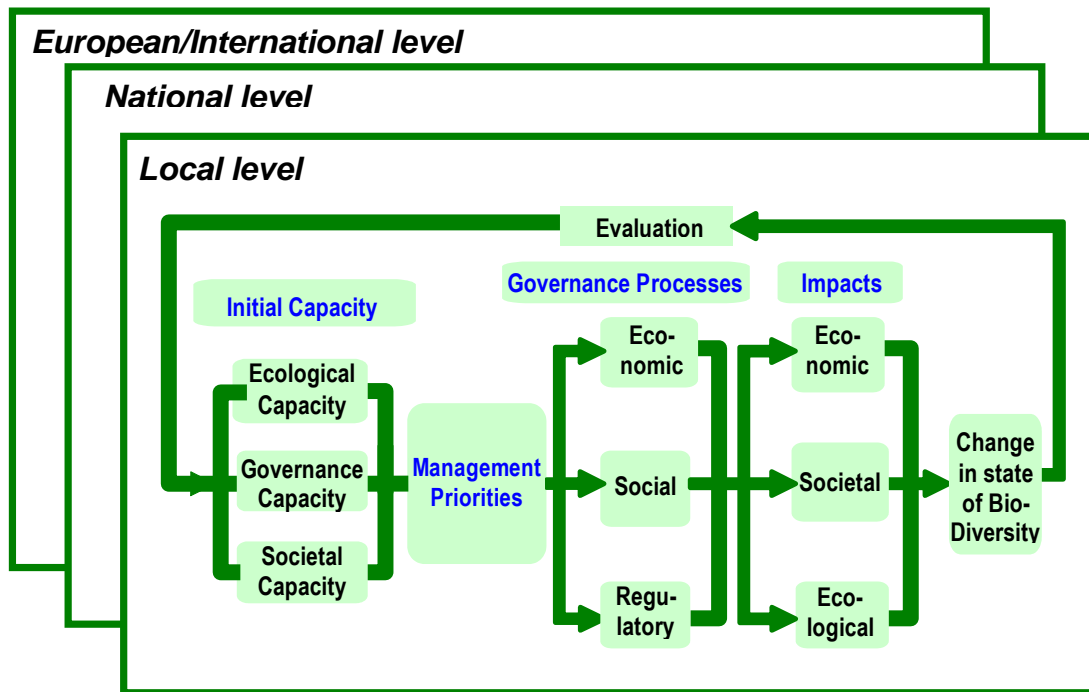 European/International level
National level
Local level
Evaluation
Governance Processes
Impacts
Initial Capacity
Ecological
Capacity
Governance
Capacity
Societal
Capacity
Management
Priorities
Eco-
nomic
Social
Regu-
latory
Eco-
nomic
Societal
Eco-
logical
Change
in state
of Bio-
Diversity